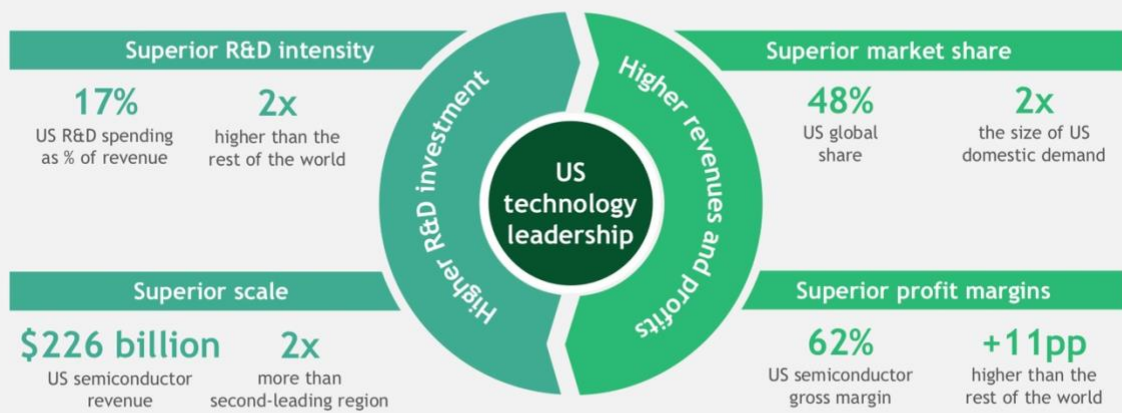 Superior R&D intensity
17%
US R&D spending
as % of revenue
2x
higher than the
rest of the world
Superior scale
$226 billion
US semiconductor
revenue
2x
more than
second-leading region
Higher R&D investment
US
technology
leadership
Higher revenues and profits
Superior market share
48%
US global
share
2x
the size of US
domestic demand
Superior profit margins
62%
US semiconductor
gross margin
+11pp
higher than the
rest of the world